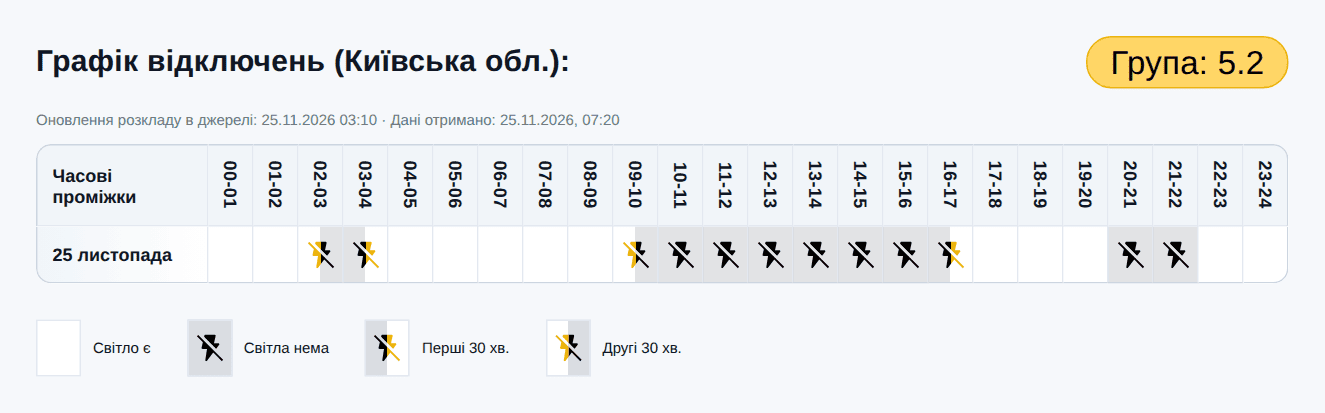 Графік відключень (Київська обл.):
Група: 5.2
Оновлення розкладу в джерелі: 25.11.2026 03:10 · Дані отримано: 25.11.2026, 07:20
Часові
проміжки
00-01
01-02
02-03
03-04
04-05
05-06
06-07
07-08
08-09
09-10
10-11
11-12
12-13
13-14
14-15
15-16
16-17
17-18
18-19
19-20
20-21
21-22
22-23
23-24
25 листопада
Світло є
Світла нема
Перші 30 хв.
Другі 30 хв.